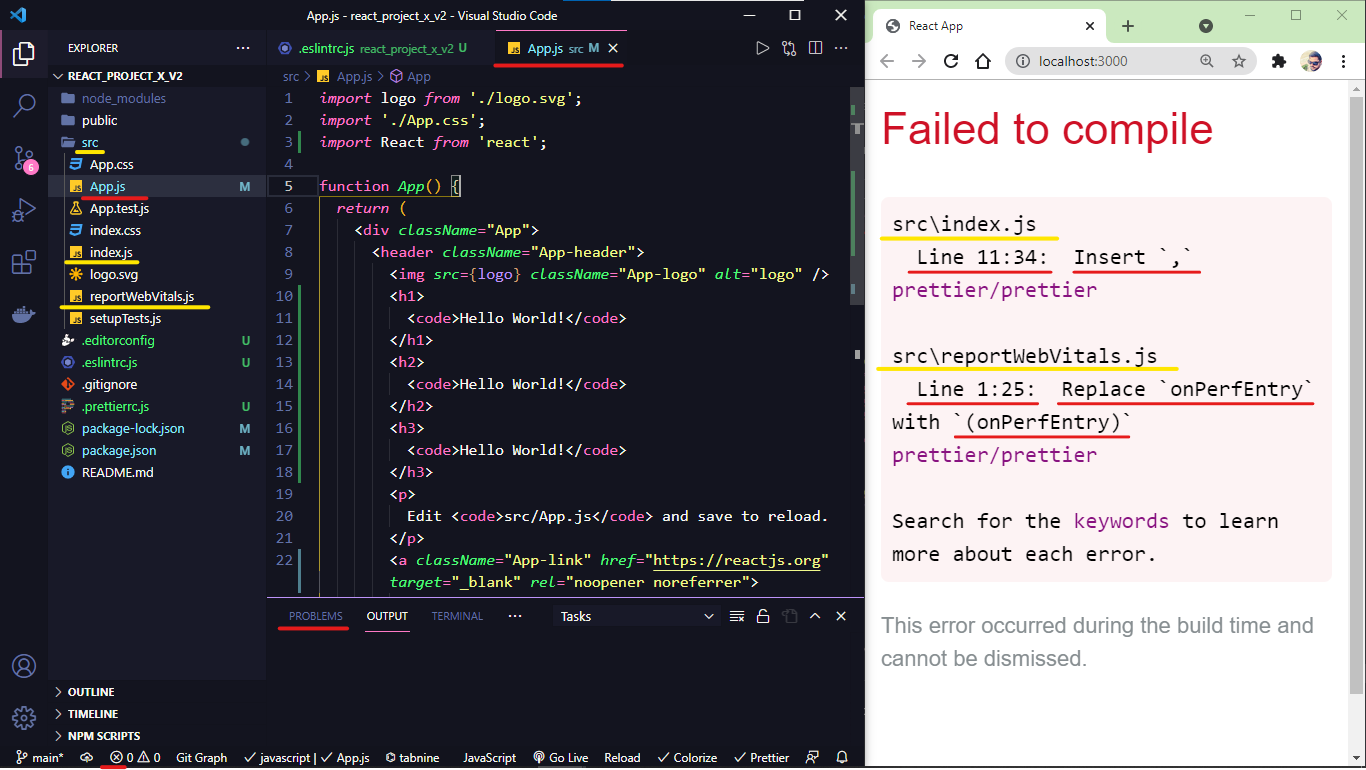 App.js - react_project_x_v2 - Visual Studio Code
EXPLORER
REACT_PROJECT_X_V2
node_modules
public
src
App.css
App.js M
App.test.js
index.css
index.js
logo.svg
reportWebVitals.js
setupTests.js
.editorconfig U
.eslintrc.js U
.gitignore
.prettierrc.js U
package-lock.json M
package.json M
README.md
OUTLINE
TIMELINE
NPM SCRIPTS
6
.eslintrc.js react_project_x_v2 U
App.js src M
src > App.js > App
1 import logo from './logo.svg';
2 import './App.css';
3 import React from 'react';
4
5 function App() {
6 return (
7 <div className="App">
8 <header className="App-header">
9 <img src={logo} className="App-logo" alt="logo" />
10 <h1>
11 <code>Hello World!</code>
12 </h1>
13 <h2>
14 <code>Hello World!</code>
15 </h2>
16 <h3>
17 <code>Hello World!</code>
18 </h3>
19 <p>
20 Edit <code>src/App.js</code> and save to reload.
21 </p>
22 <a className="App-link" href="https://reactjs.org"
target="_blank" rel="noopener noreferrer">
PROBLEMS OUTPUT TERMINAL ··· Tasks
main* 0 0 Git Graph javascript | App.js tabnine JavaScript Go Live Reload Colorize Prettier
React App
localhost:3000
Failed to compile
src\index.js
Line 11:34: Insert `,`
prettier/prettier
src\reportWebVitals.js
Line 1:25: Replace `onPerfEntry`
with `(onPerfEntry)`
prettier/prettier
Search for the keywords to learn
more about each error.
This error occurred during the build time and
cannot be dismissed.